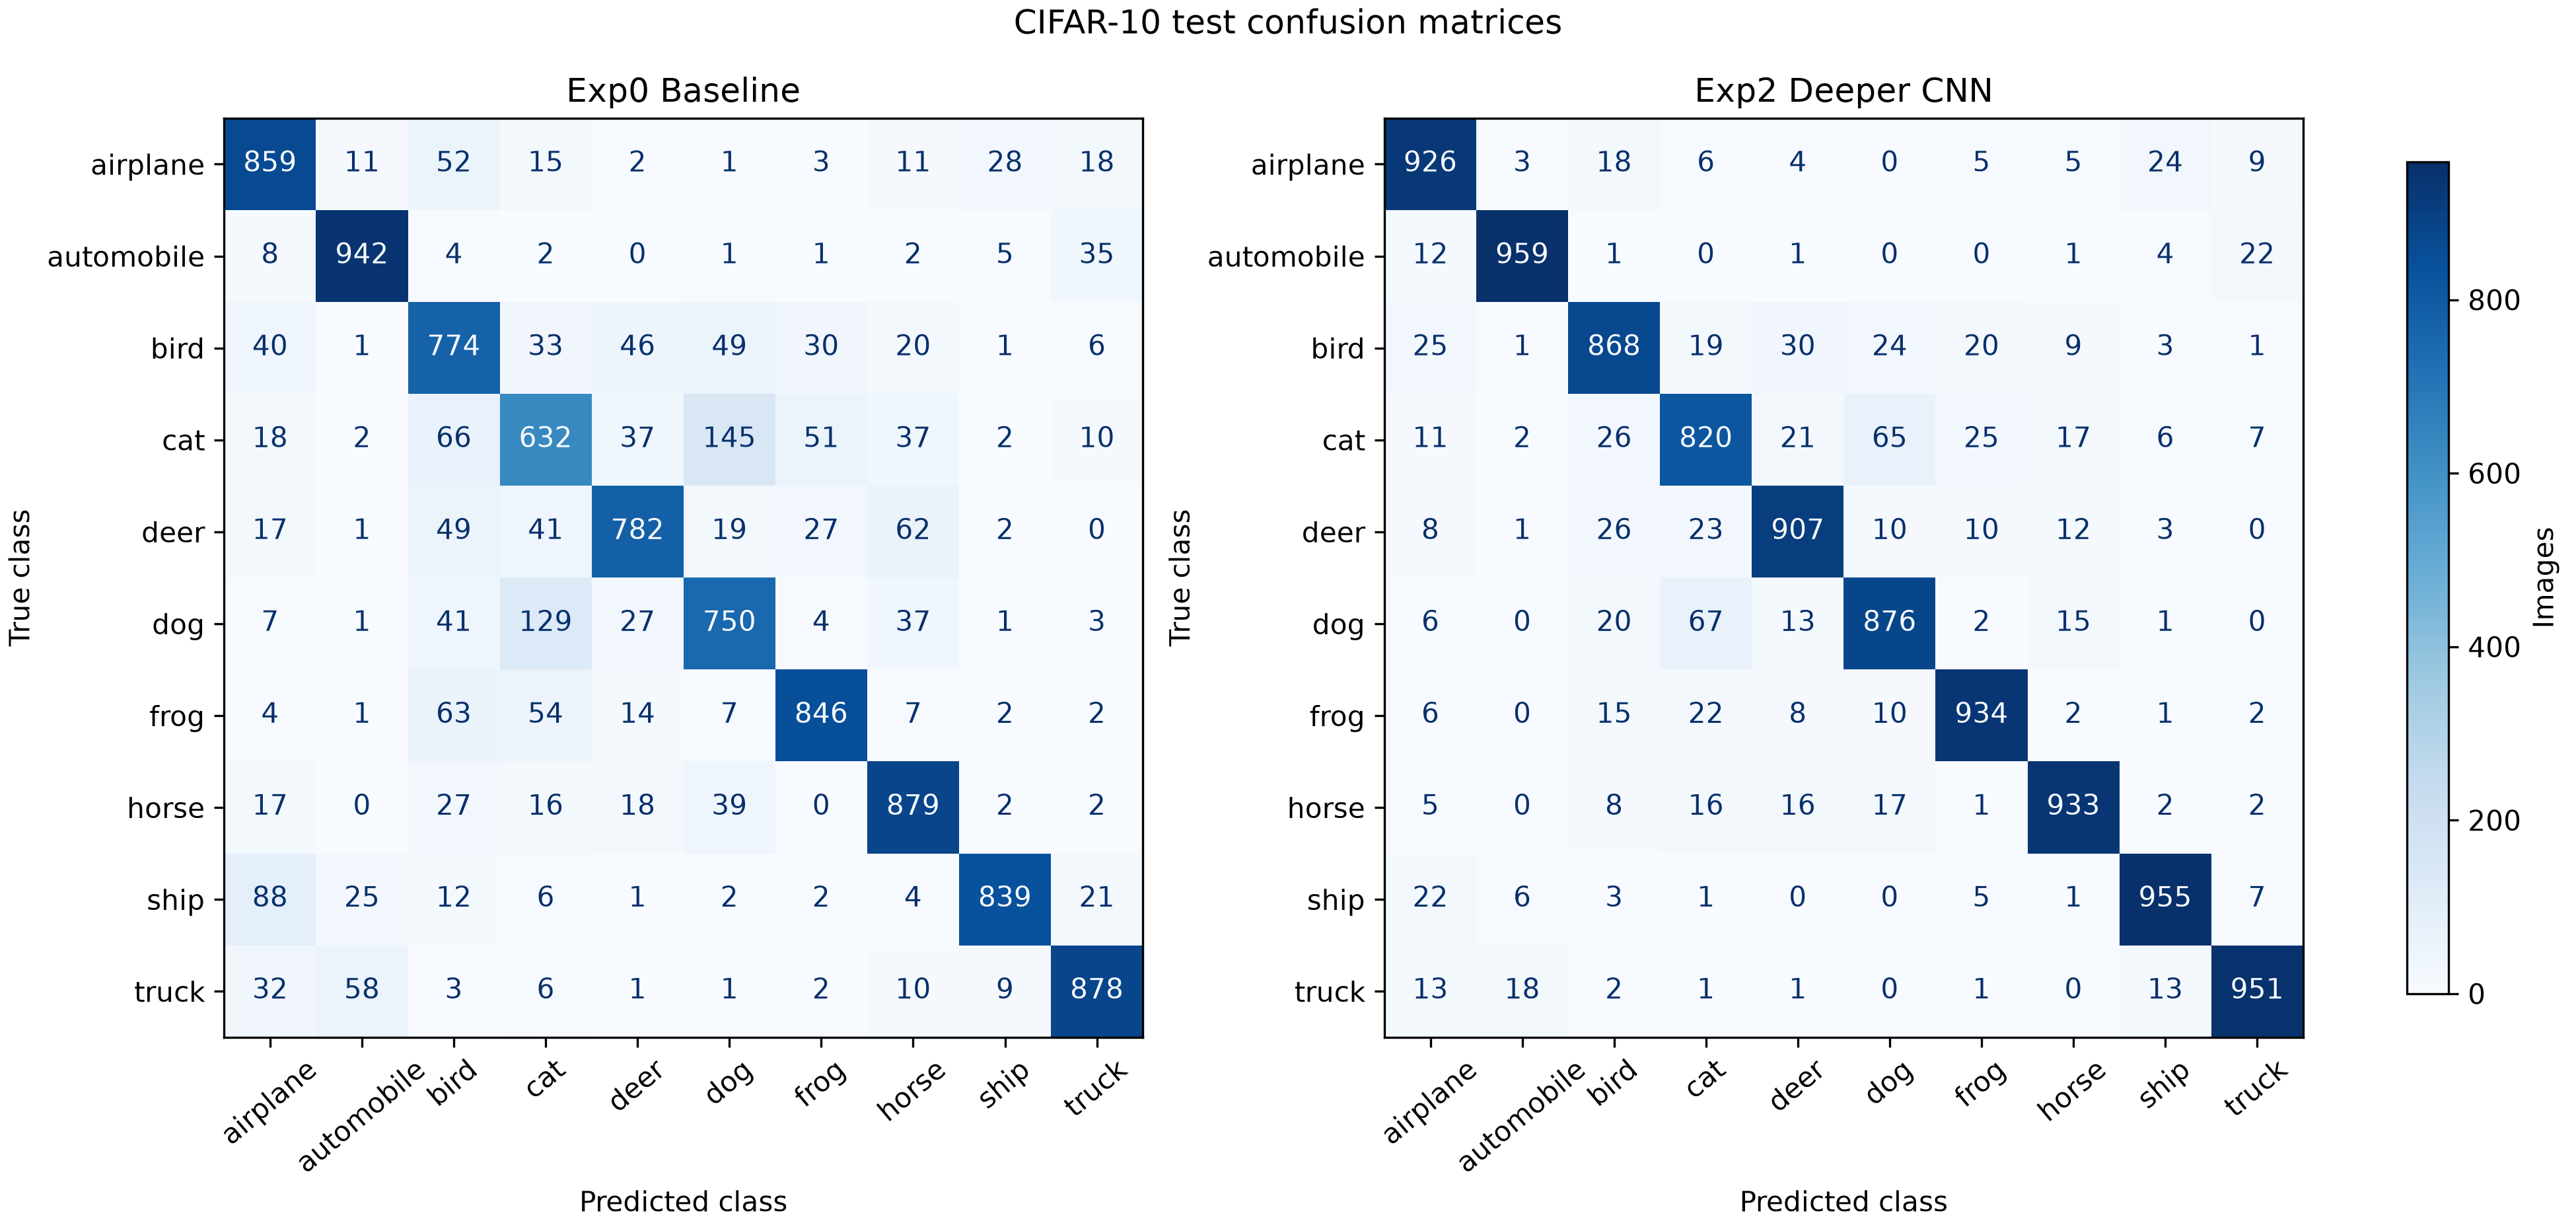 CIFAR-10 test confusion matrices
Exp0 Baseline
True class
airplane 859 11 52 15 2 1 3 11 28 18
automobile 8 942 4 2 0 1 1 2 5 35
bird 40 1 774 33 46 49 30 20 1 6
cat 18 2 66 632 37 145 51 37 2 10
deer 17 1 49 41 782 19 27 62 2 0
dog 7 1 41 129 27 750 4 37 1 3
frog 4 1 63 54 14 7 846 7 2 2
horse 17 0 27 16 18 39 0 879 2 2
ship 88 25 12 6 1 2 2 4 839 21
truck 32 58 3 6 1 1 2 10 9 878
airplane automobile bird cat deer dog frog horse ship truck
Predicted class
Exp2 Deeper CNN
True class
airplane 926 3 18 6 4 0 5 5 24 9
automobile 12 959 1 0 1 0 0 1 4 22
bird 25 1 868 19 30 24 20 9 3 1
cat 11 2 26 820 21 65 25 17 6 7
deer 8 1 26 23 907 10 10 12 3 0
dog 6 0 20 67 13 876 2 15 1 0
frog 6 0 15 22 8 10 934 2 1 2
horse 5 0 8 16 16 17 1 933 2 2
ship 22 6 3 1 0 0 5 1 955 7
truck 13 18 2 1 1 0 1 0 13 951
airplane automobile bird cat deer dog frog horse ship truck
Predicted class
800
600
400
200
0
Images